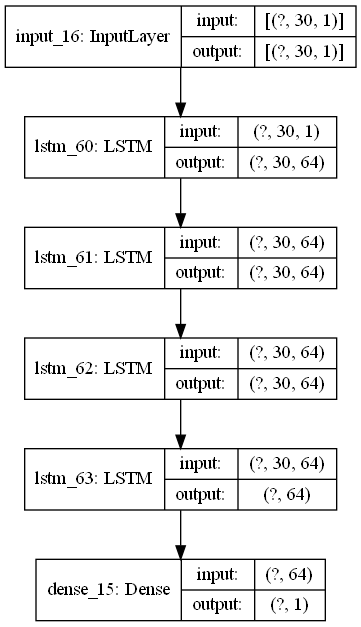 input_16: InputLayer
input: [(?, 30, 1)]
output: [(?, 30, 1)]
lstm_60: LSTM
input: (?, 30, 1)
output: (?, 30, 64)
lstm_61: LSTM
input: (?, 30, 64)
output: (?, 30, 64)
lstm_62: LSTM
input: (?, 30, 64)
output: (?, 30, 64)
lstm_63: LSTM
input: (?, 30, 64)
output: (?, 64)
dense_15: Dense
input: (?, 64)
output: (?, 1)